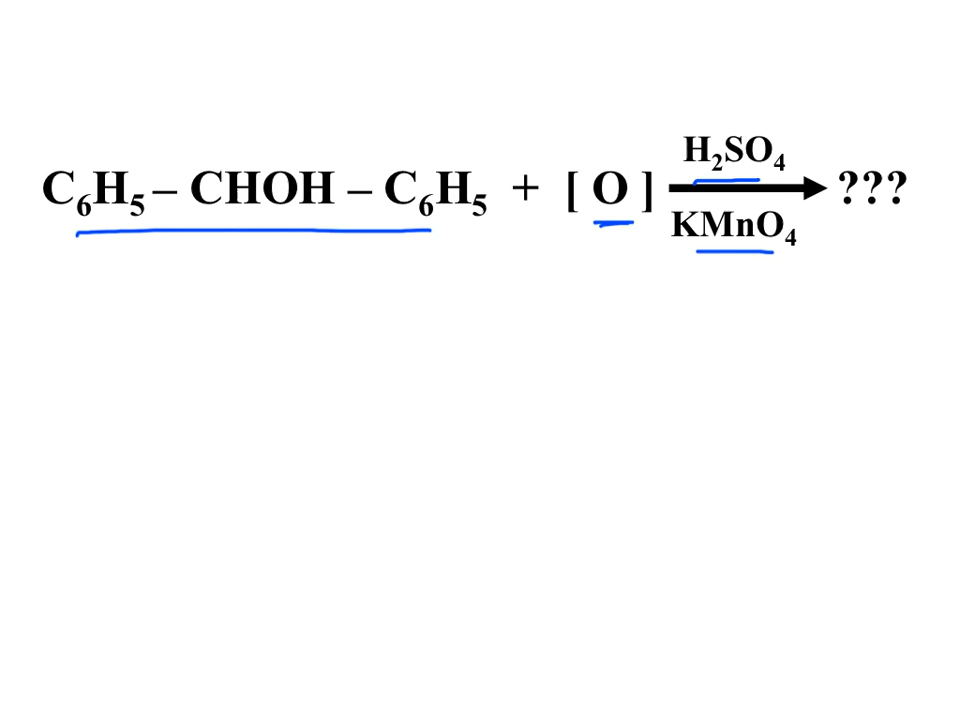 H₂SO₄
C₆H₅ – CHOH – C₆H₅ + [ O ] ⟶ ???
KMnO₄